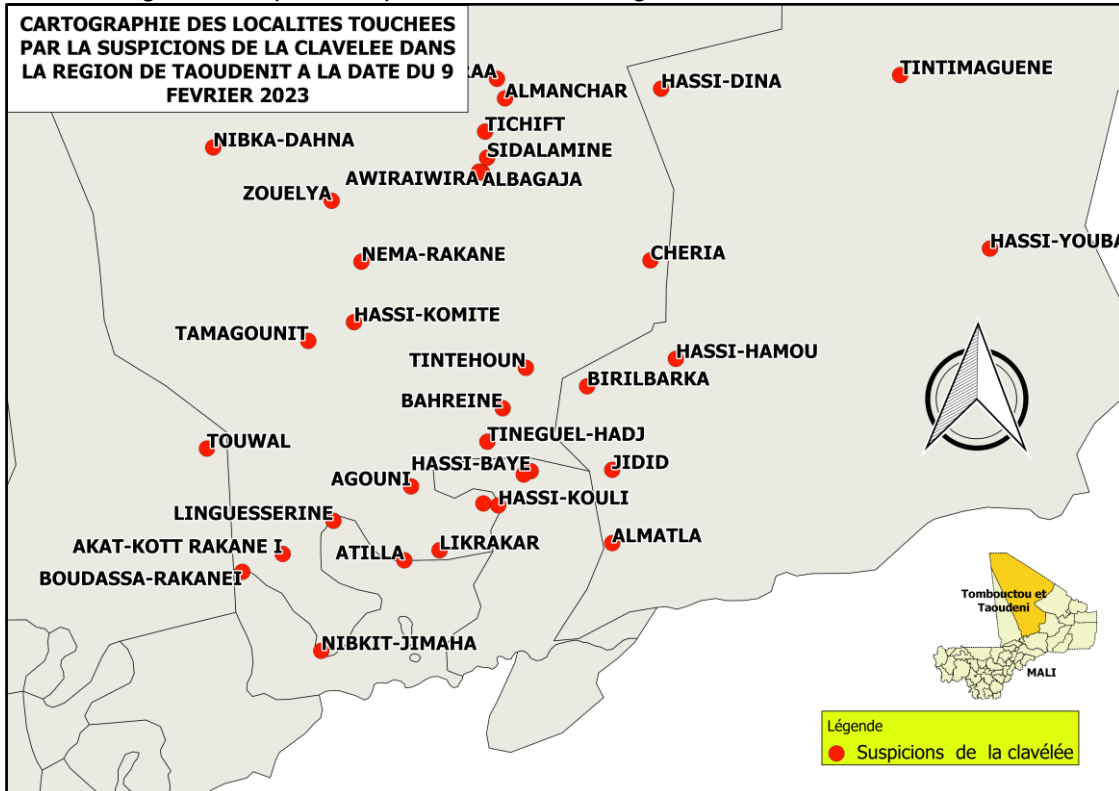 CARTOGRAPHIE DES LOCALITES TOUCHEES
PAR LA SUSPICIONS DE LA CLAVELEE DANS
LA REGION DE TAOUDENIT A LA DATE DU 9
FEVRIER 2023
RAA
ALMANCHAR
HASSI-DINA
TINTIMAGUENE
TICHIFT
NIBKA-DAHNA
SIDALAMINE
AWIRAIWIRA
ALBAGAJA
ZOUELYA
NEMA-RAKANE
CHERIA
HASSI-YOUBA
HASSI-KOMITE
TAMAGOUNIT
TINTEHOUN
HASSI-HAMOU
BIRILBARKA
BAHREINE
TOUWAL
TINEGUEL-HADJ
HASSI-BAYE
JIDID
AGOUNI
HASSI-KOULI
LINGUESSERINE
ALMATLA
AKAT-KOTT RAKANE I
ATILLA
LIKRAKAR
BOUDASSA-RAKANEI
NIBKIT-JIMAHA
Tombouctou et
Taoudeni
MALI
Légende
Suspicions de la clavélée